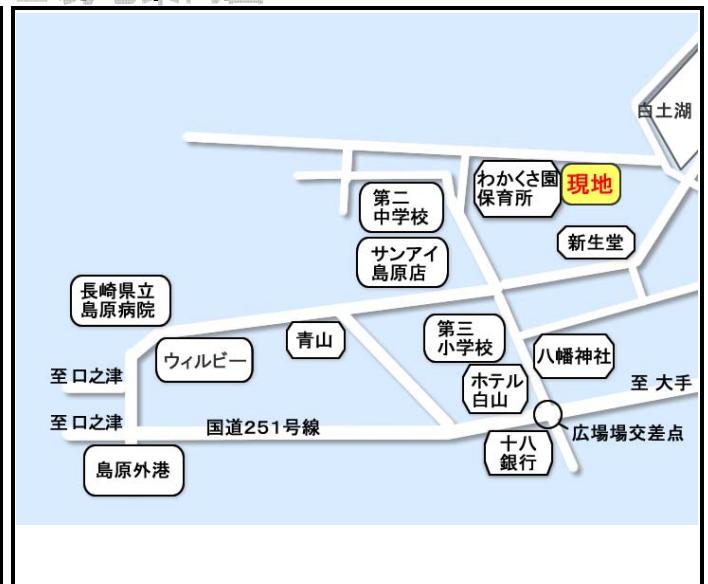 白土湖
わかくさ園
保育所
現地
第二
中学校
新生堂
サンアイ
島原店
長崎県立
島原病院
青山
第三
小学校
ウィルビー
八幡神社
至口之津
ホテル
白山
至 大手
至口之津
国道251号線
広場場交差点
十八
銀行
島原外港